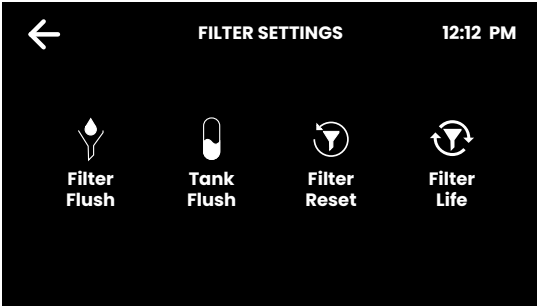 FILTER SETTINGS 12:12 PM
Filter Flush
Tank Flush
Filter Reset
Filter Life